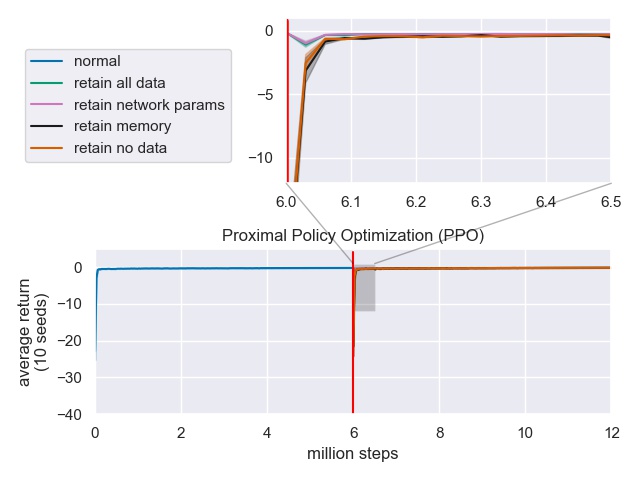 normal
retain all data
retain network params
retain memory
retain no data
0
−5
−10
6.0 6.1 6.2 6.3 6.4 6.5
Proximal Policy Optimization (PPO)
average return
(10 seeds)
0
−10
−20
−30
−40
0 2 4 6 8 10 12
million steps